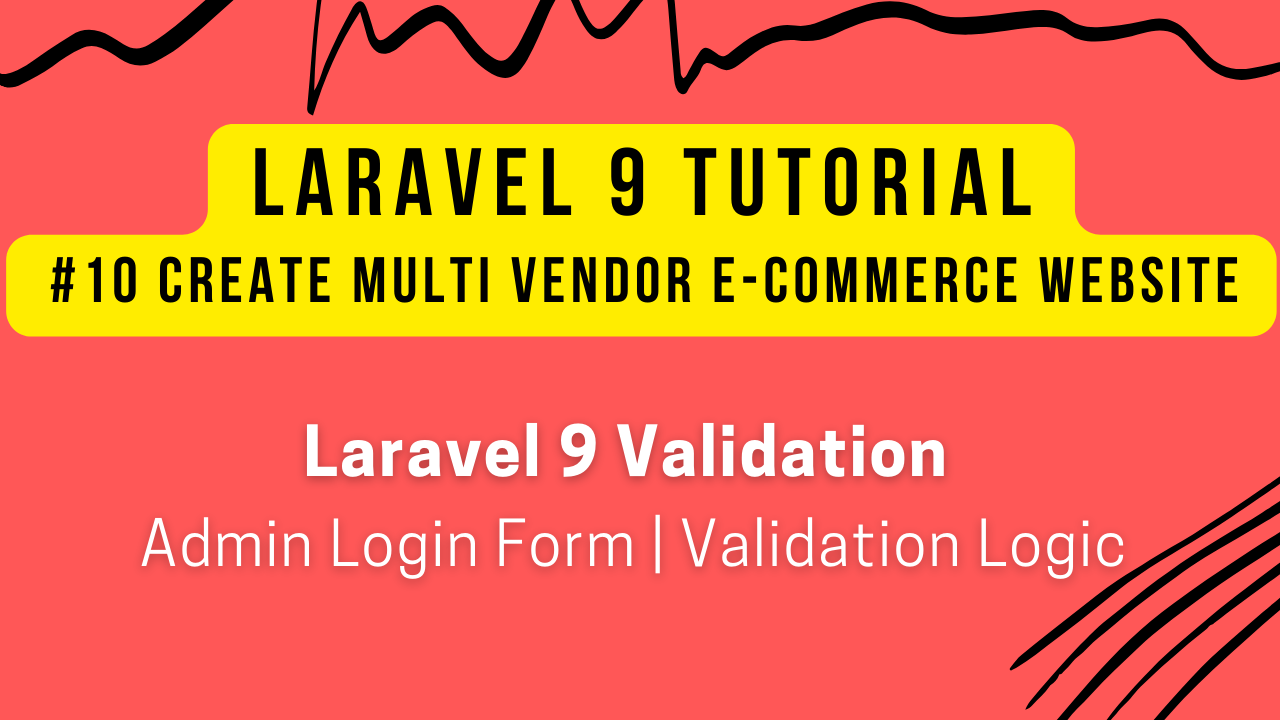 LARAVEL 9 TUTORIAL
#10 CREATE MULTI VENDOR E-COMMERCE WEBSITE
Laravel 9 Validation
Admin Login Form | Validation Logic